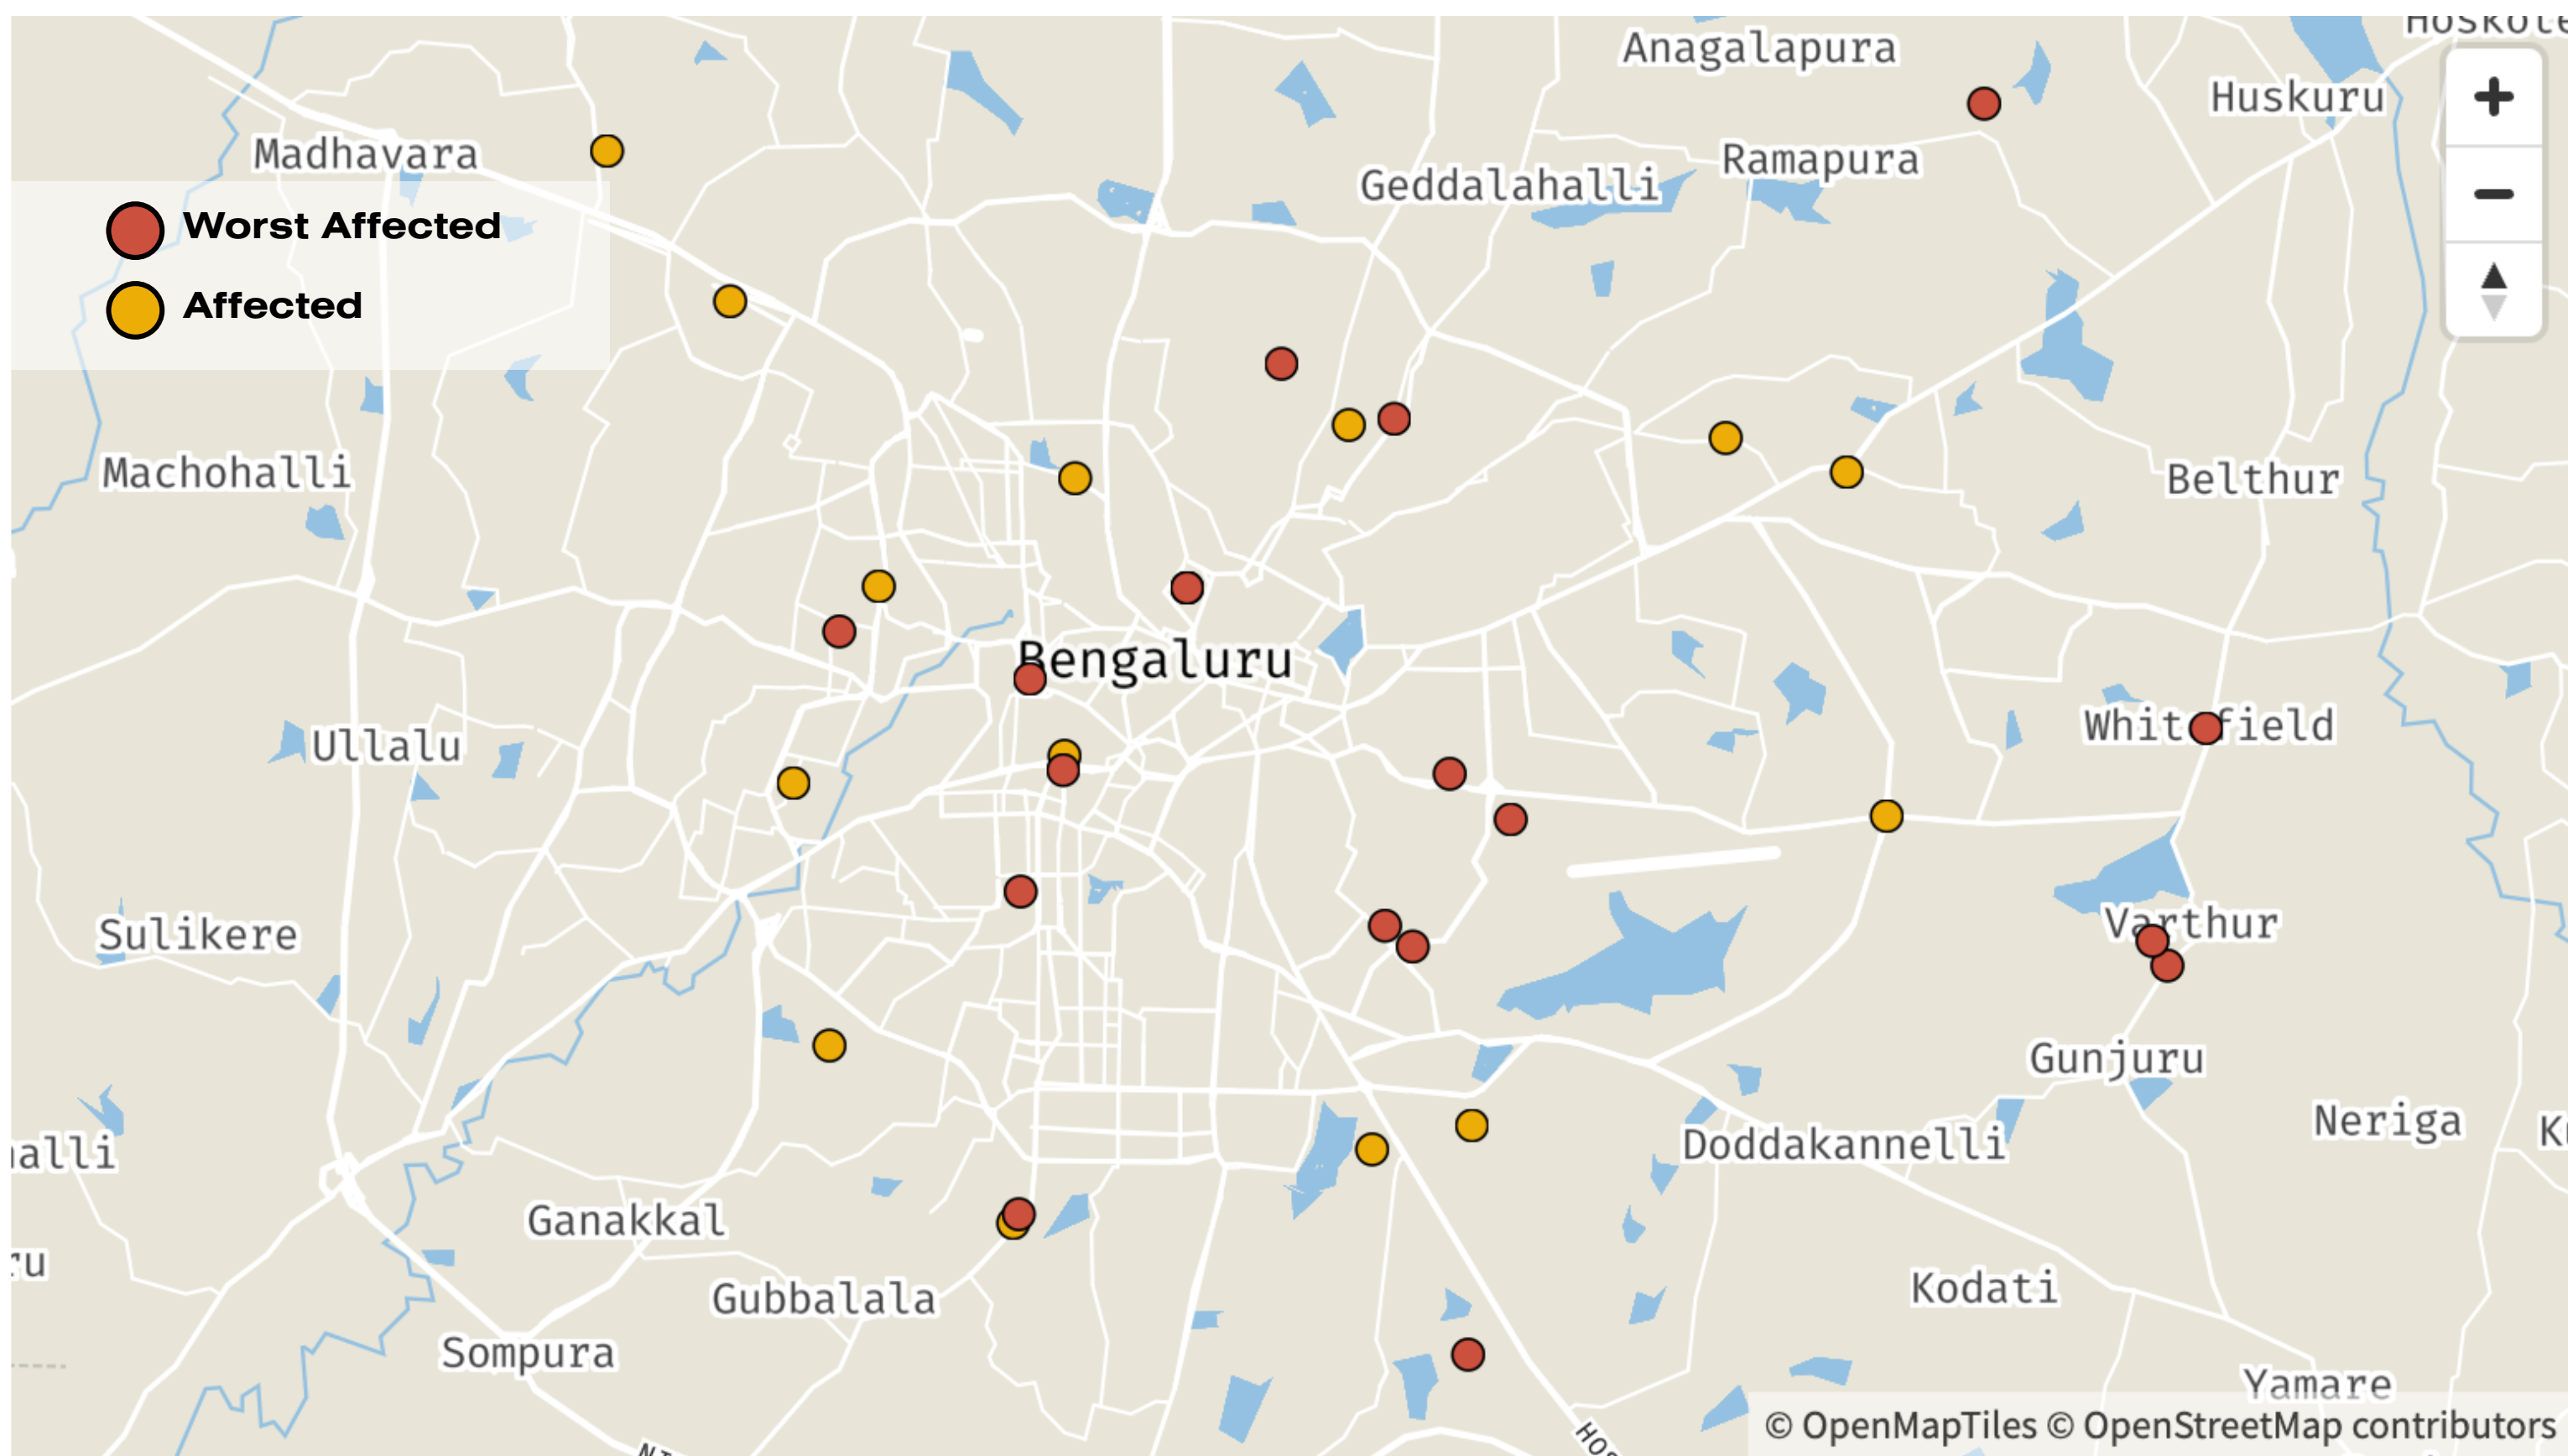 Anagalapura
Huskuru
Madhavara
Ramapura
Geddalahalli
Worst Affected
Affected
Machohalli
Belthur
Bengaluru
Whitefield
Ullalu
Varthur
Sulikere
Gunjuru
Neriga
Doddakannelli
Ganakkal
Kodati
Gubbalala
Sompura
Yamare
© OpenMapTiles © OpenStreetMap contributors